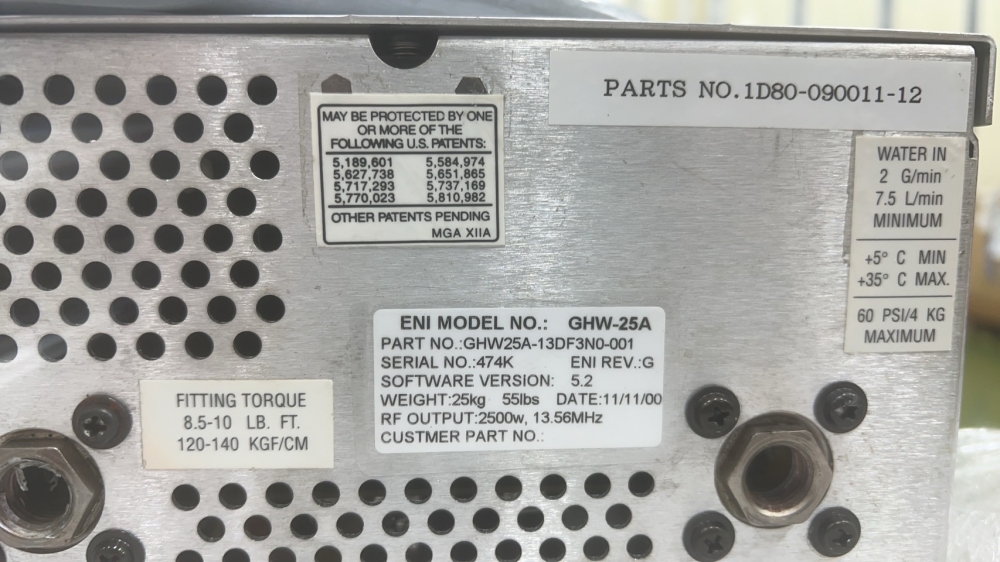 PARTS NO.1D80-090011-12
MAY BE PROTECTED BY ONE
OR MORE OF THE
FOLLOWING U.S. PATENTS:
5,189,601 5,584,974
5,627,738 5,651,865
5,717,293 5,737,169
5,770,023 5,810,982
OTHER PATENTS PENDING
MGA XIIA
WATER IN
2 G/min
7.5 L/min
MINIMUM
+5° C MIN
+35° C MAX.
60 PSI/4 KG
MAXIMUM
ENI MODEL NO.: GHW-25A
PART NO.:GHW25A-13DF3N0-001
SERIAL NO.:474K ENI REV.:G
SOFTWARE VERSION: 5.2
WEIGHT:25kg 55lbs DATE:11/11/00
RF OUTPUT:2500w, 13.56MHz
CUSTMER PART NO.:
FITTING TORQUE
8.5-10 LB. FT.
120-140 KGF/CM